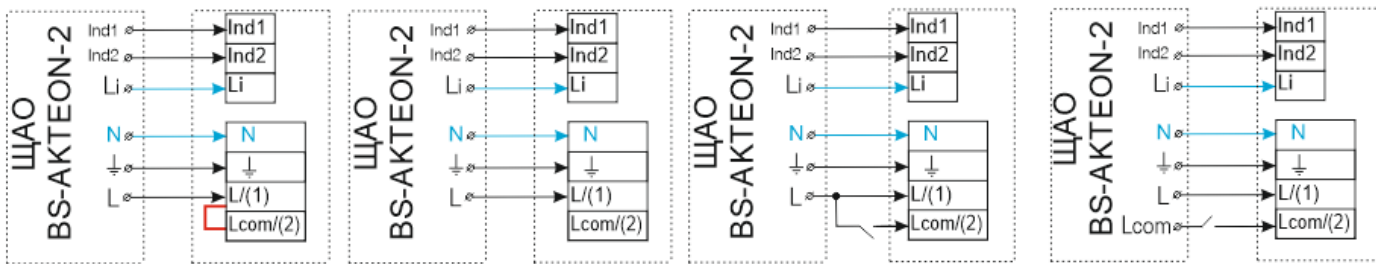 ЩАО
BS-AKTEON-2
Ind1
Ind2
Li
N
L
Ind1
Ind2
Li
N
L/(1)
Lcom/(2)
ЩАО
BS-AKTEON-2
Ind1
Ind2
Li
N
L
Ind1
Ind2
Li
N
L/(1)
Lcom/(2)
ЩАО
BS-AKTEON-2
Ind1
Ind2
Li
N
L
Ind1
Ind2
Li
N
L/(1)
Lcom/(2)
ЩАО
BS-AKTEON-2
Ind1
Ind2
Li
N
L
Lcom
Ind1
Ind2
Li
N
L/(1)
Lcom/(2)